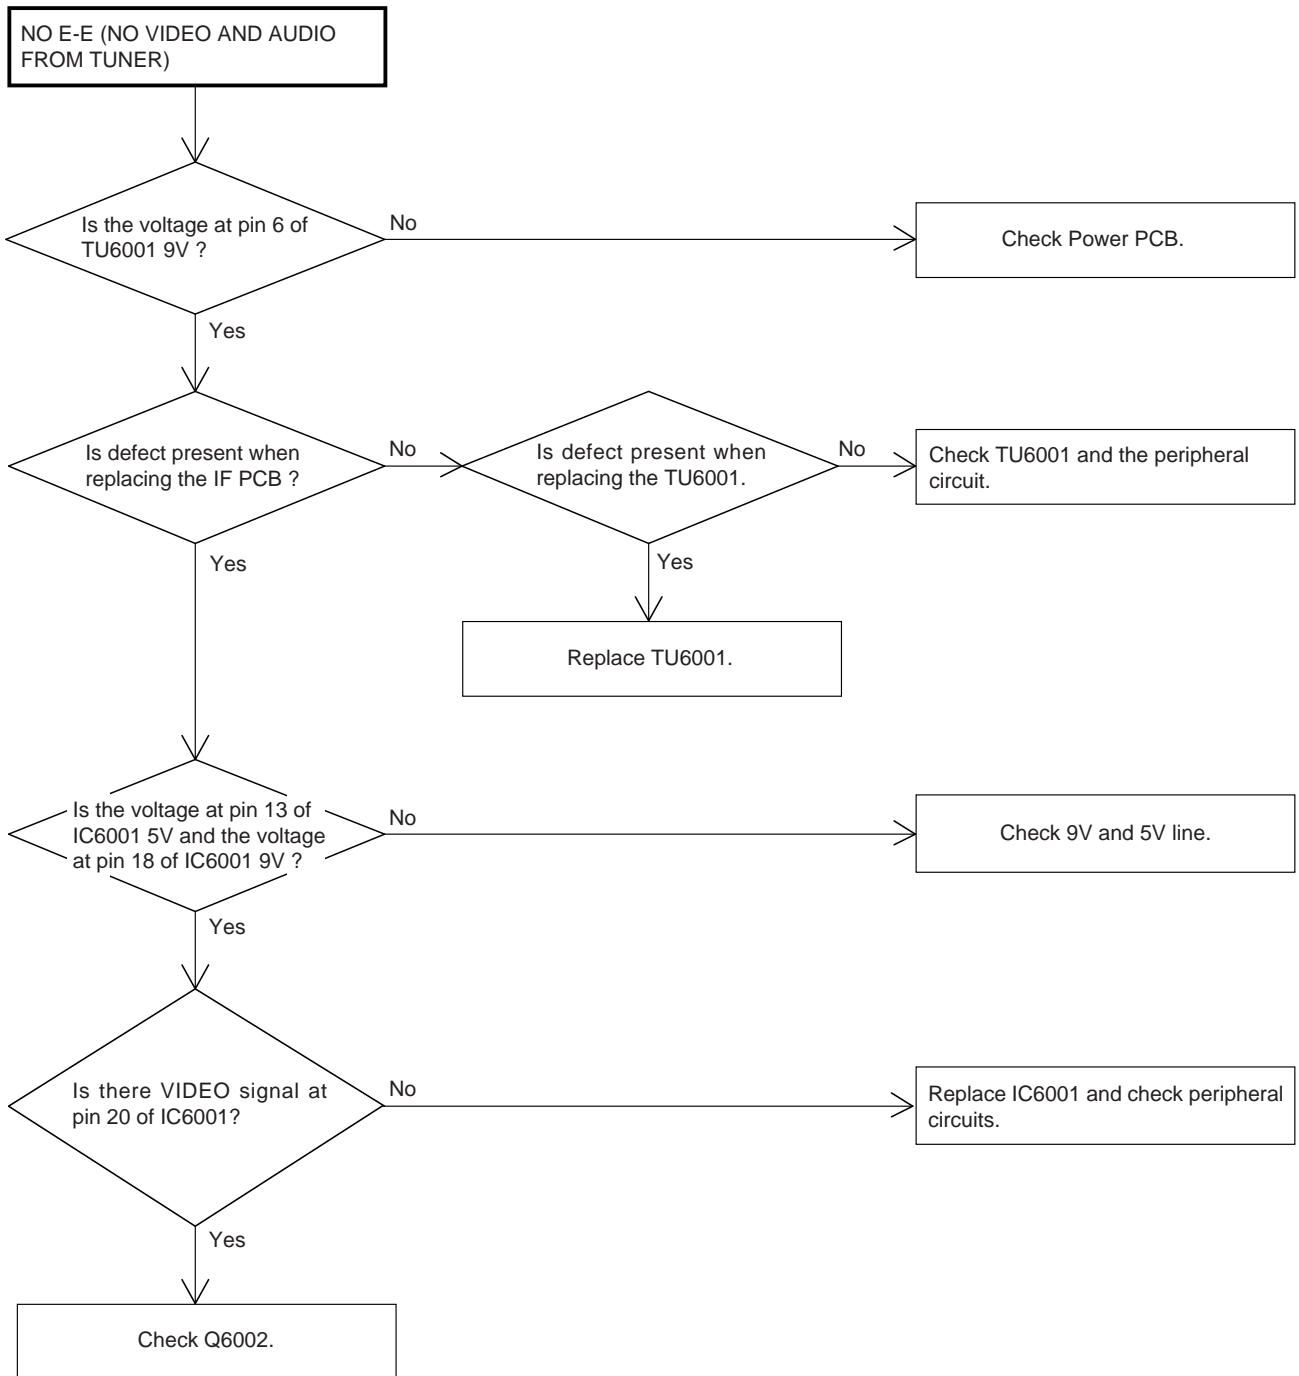 NO E-E (NO VIDEO AND AUDIO
FROM TUNER)
Is the voltage at pin 6 of
TU6001 9V ?
No
Check Power PCB.
Yes
Is defect present when
replacing the IF PCB ?
No
Is defect present when
replacing the TU6001.
No
Check TU6001 and the peripheral
circuit.
Yes
Yes
Replace TU6001.
Is the voltage at pin 13 of
IC6001 5V and the voltage
at pin 18 of IC6001 9V ?
No
Check 9V and 5V line.
Yes
Is there VIDEO signal at
pin 20 of IC6001?
No
Replace IC6001 and check peripheral
circuits.
Yes
Check Q6002.